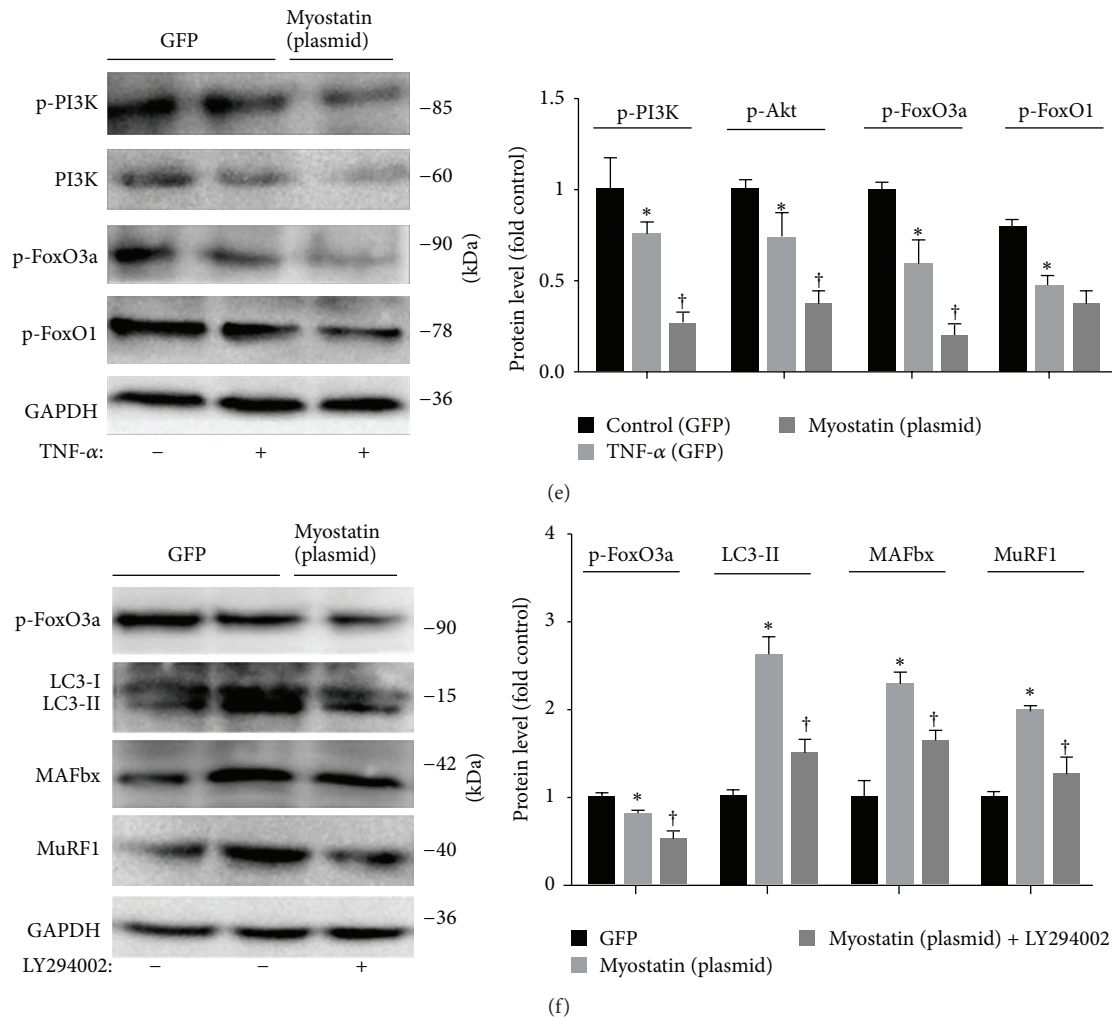 GFP
Myostatin
(plasmid)
p-PI3K
PI3K
p-FoxO3a
p-FoxO1
GAPDH
TNF-α: − + +
−85
−60
−90
−78
−36
(kDa)
1.5
1
0.5
0.0
Protein level (fold control)
p-PI3K p-Akt p-FoxO3a p-FoxO1
* † * † * † *
Control (GFP)
TNF-α (GFP)
Myostatin (plasmid)
(e)
GFP
Myostatin
(plasmid)
p-FoxO3a
LC3-I
LC3-II
MAFbx
MuRF1
GAPDH
LY294002: − − +
−90
−15
−42
−40
−36
(kDa)
4
3
2
1
0
Protein level (fold control)
p-FoxO3a LC3-II MAFbx MuRF1
* † * † * † * †
GFP
Myostatin (plasmid)
Myostatin (plasmid) + LY294002
(f)